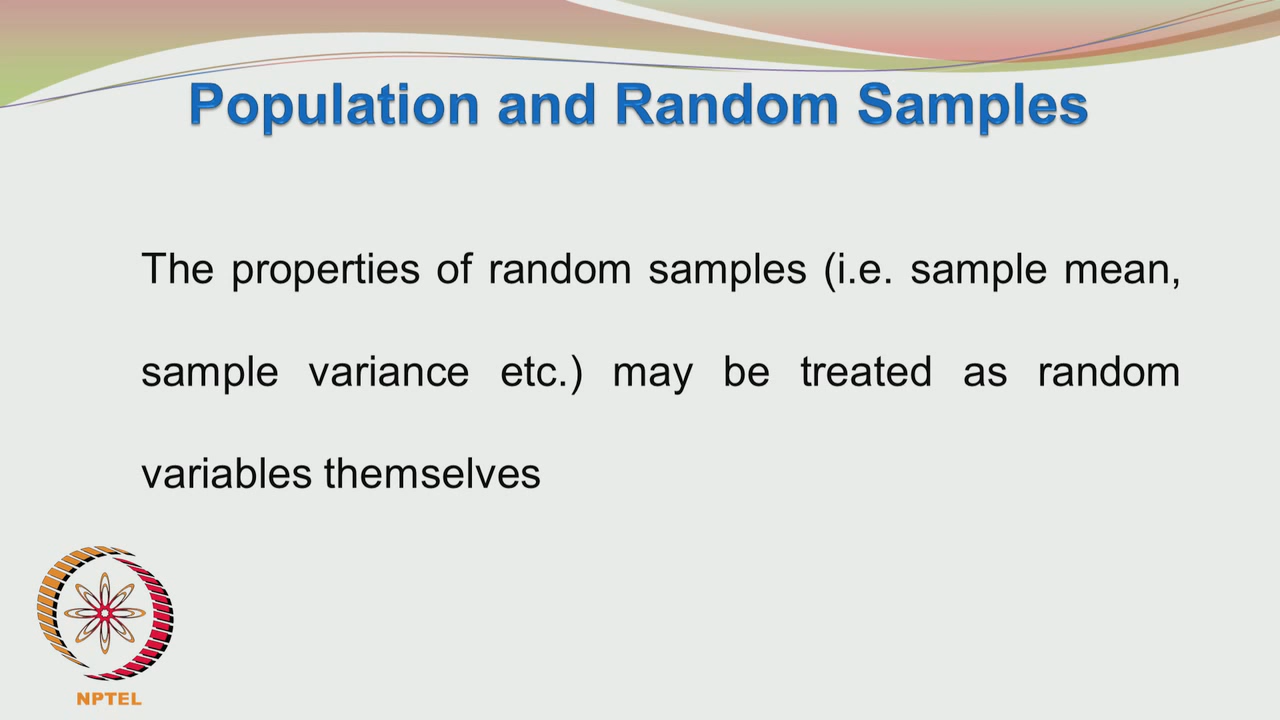 Population and Random Samples
The properties of random samples (i.e. sample mean,
sample variance etc.) may be treated as random
variables themselves
NPTEL